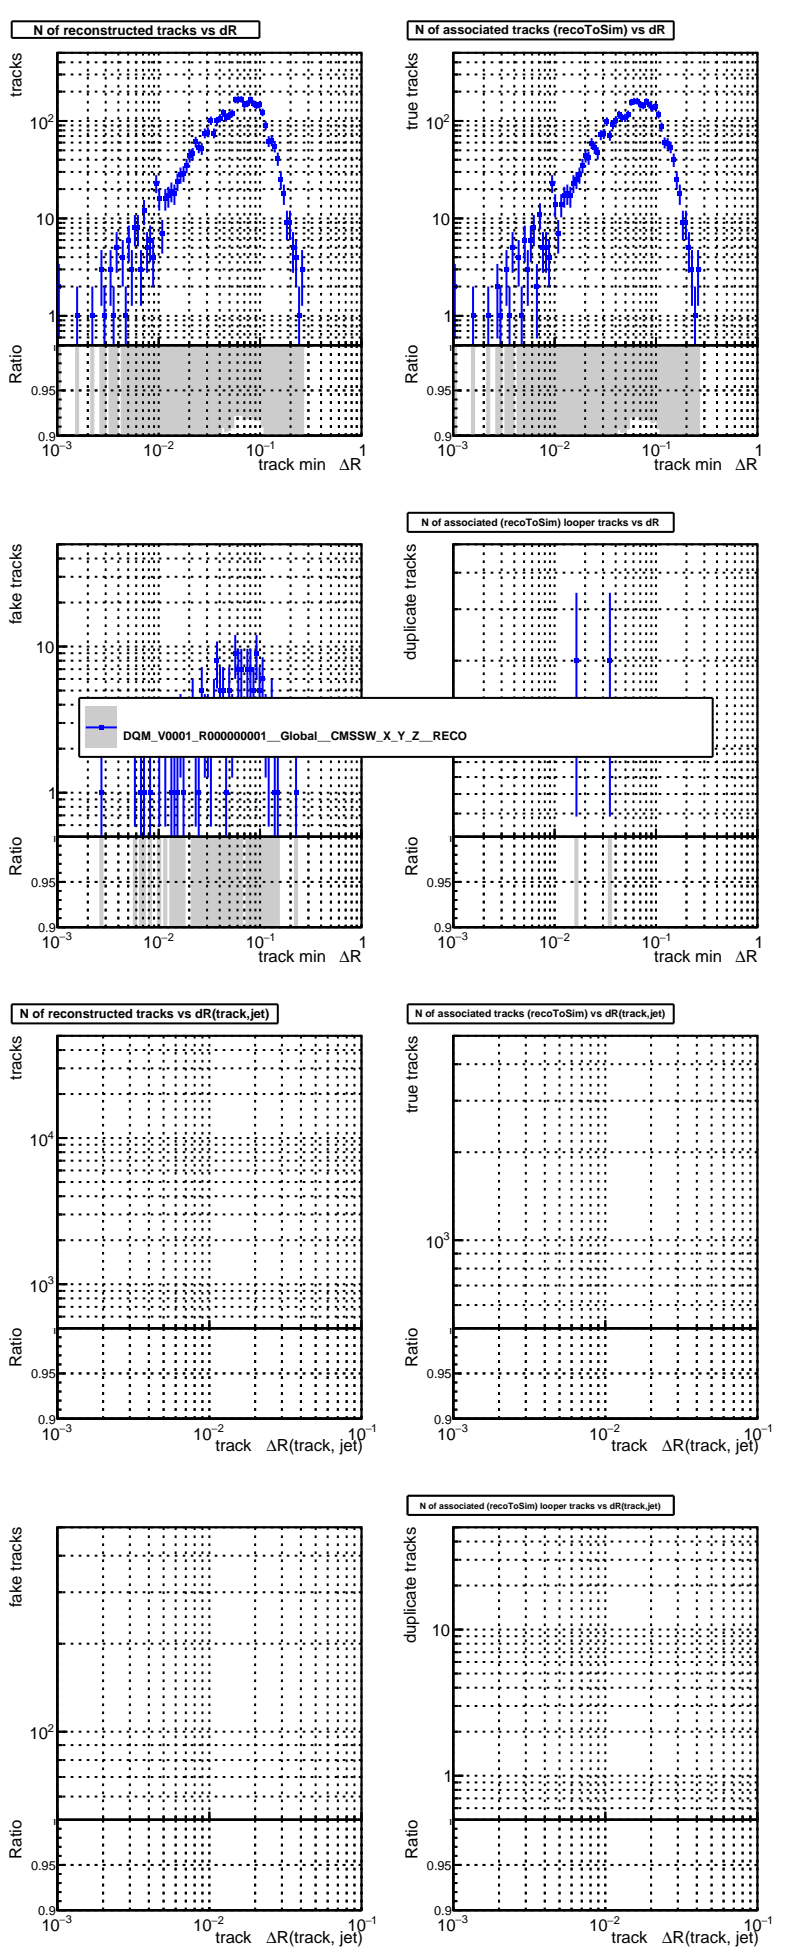 N of reconstructed tracks vs dR
N of associated tracks (recoToSim) vs dR
tracks
10²
10
1
Ratio
0.95
0.9
10⁻³ 10⁻² 10⁻¹ 1
track min ΔR
true tracks
10²
10
1
Ratio
0.95
0.9
10⁻³ 10⁻² 10⁻¹ 1
track min ΔR
N of associated (recoToSim) looper tracks vs dR
fake tracks
10
1
Ratio
0.95
0.9
10⁻³ 10⁻² 10⁻¹ 1
track min ΔR
duplicate tracks
Ratio
0.95
0.9
10⁻³ 10⁻² 10⁻¹ 1
track min ΔR
DQM_V0001_R000000001__Global__CMSSW_X_Y_Z__RECO
N of reconstructed tracks vs dR(track,jet)
N of associated tracks (recoToSim) vs dR(track,jet)
tracks
10⁴
10³
Ratio
0.95
0.9
10⁻³ 10⁻² 10⁻¹
track ΔR(track, jet)
true tracks
10³
Ratio
0.95
0.9
10⁻³ 10⁻² 10⁻¹
track ΔR(track, jet)
N of associated (recoToSim) looper tracks vs dR(track,jet)
fake tracks
10²
Ratio
0.95
0.9
10⁻³ 10⁻² 10⁻¹
track ΔR(track, jet)
duplicate tracks
10
1
Ratio
0.95
0.9
10⁻³ 10⁻² 10⁻¹
track ΔR(track, jet)